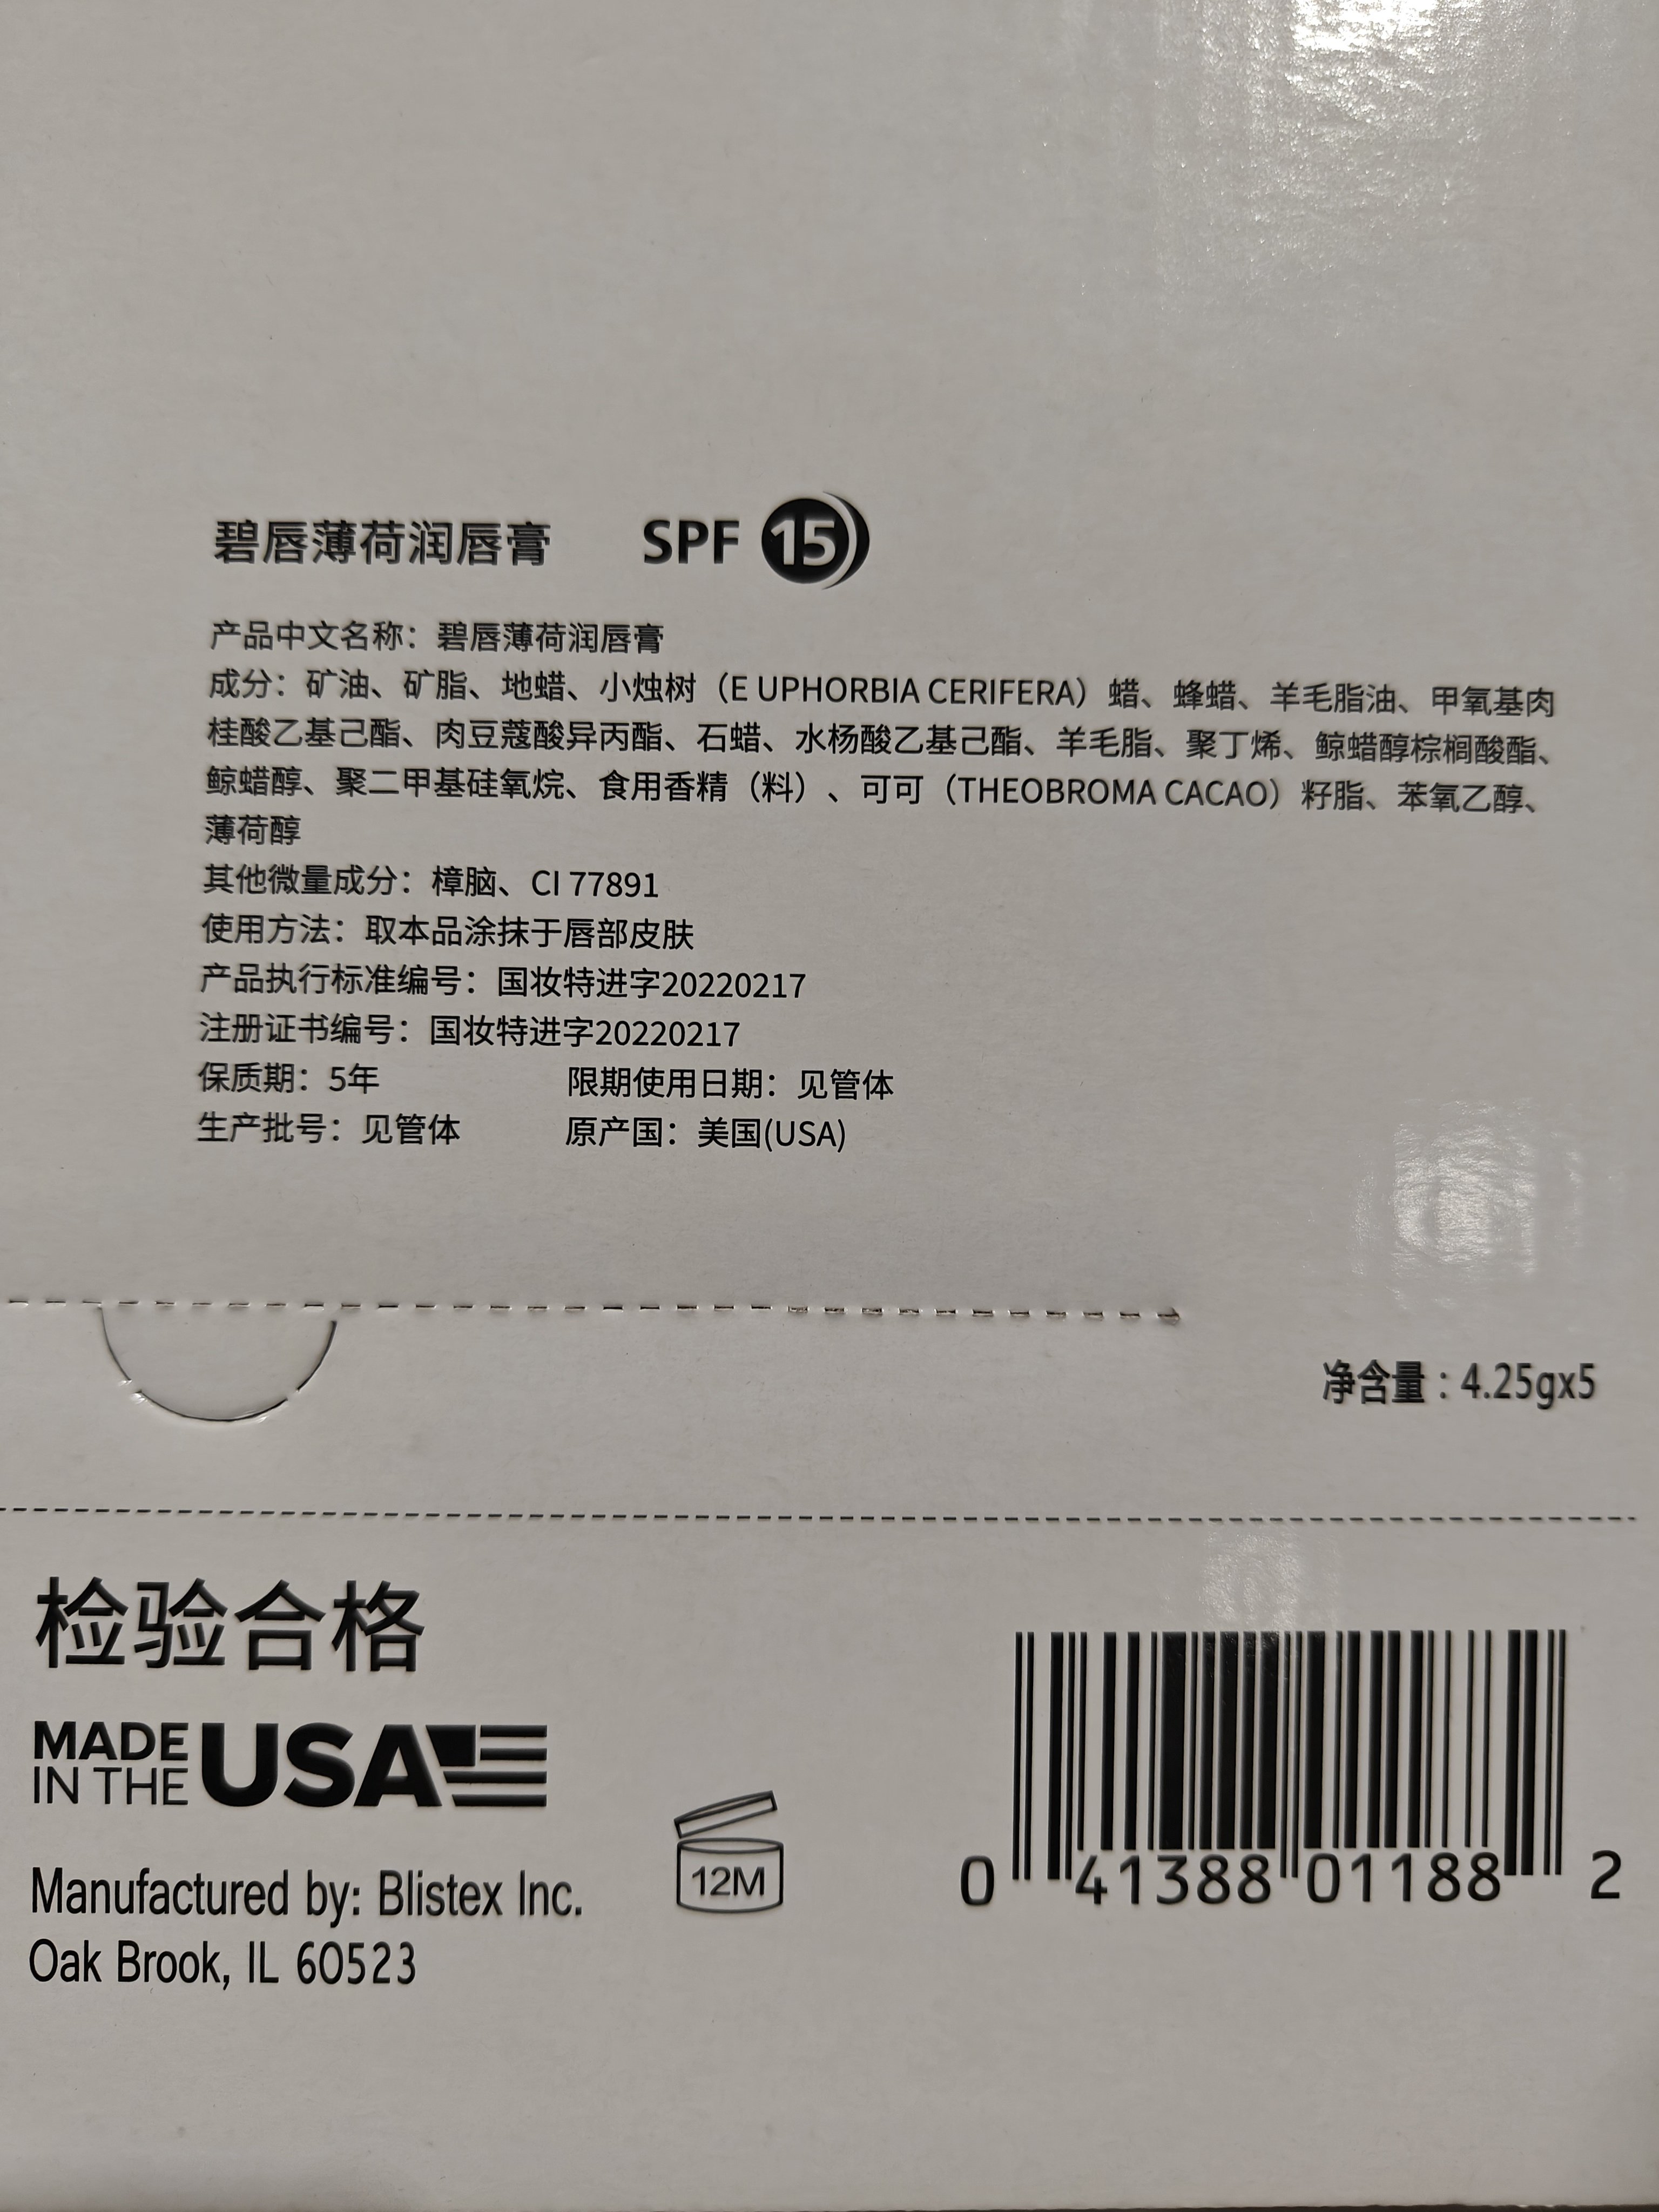 碧唇薄荷润唇膏 SPF 15
产品中文名称：碧唇薄荷润唇膏
成分：矿油、矿脂、地蜡、小烛树（E UPHORBIA CERIFERA）蜡、蜂蜡、羊毛脂油、甲氧基肉
桂酸乙基己酯、肉豆蔻酸异丙酯、石蜡、水杨酸乙基己酯、羊毛脂、聚丁烯、鲸蜡醇棕榈酸酯、
鲸蜡醇、聚二甲基硅氧烷、食用香精（料）、可可（THEOBROMA CACAO）籽脂、苯氧乙醇、
薄荷醇
其他微量成分：樟脑、CI 77891
使用方法：取本品涂抹于唇部皮肤
产品执行标准编号：国妆特进字20220217
注册证书编号：国妆特进字20220217
保质期：5年 限期使用日期：见管体
生产批号：见管体 原产国：美国(USA)
净含量：4.25gx5
检验合格
MADE
IN THE USA
Manufactured by: Blistex Inc.
Oak Brook, IL 60523
12M
0 41388 01188 2